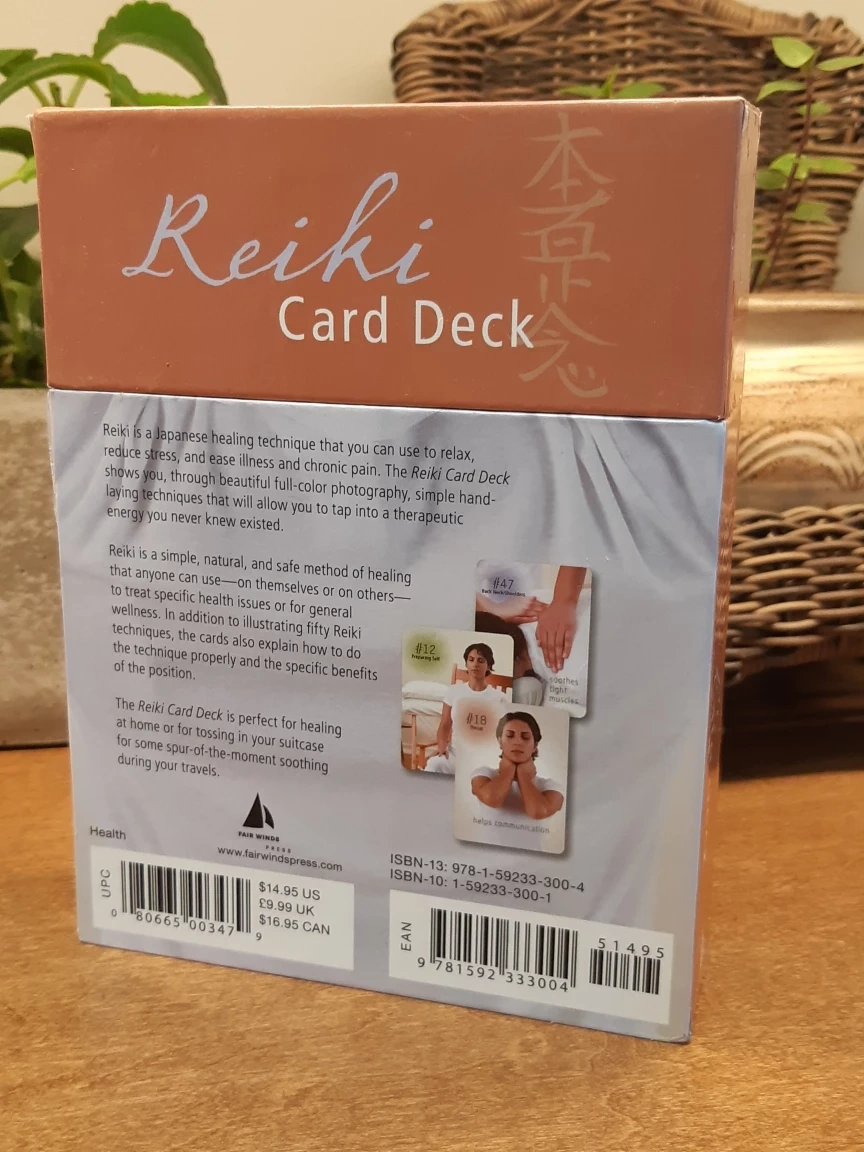 Reiki
Card Deck
本者正念
Reiki is a Japanese healing technique that you can use to relax,
reduce stress, and ease illness and chronic pain. The Reiki Card Deck
shows you, through beautiful full-color photography, simple hand-
laying techniques that will allow you to tap into a therapeutic
energy you never knew existed.
Reiki is a simple, natural, and safe method of healing
that anyone can use—on themselves or on others—
to treat specific health issues or for general
wellness. In addition to illustrating fifty Reiki
techniques, the cards also explain how to do
the technique properly and the specific benefits
of the position.
The Reiki Card Deck is perfect for healing
at home or for tossing in your suitcase
for some spur-of-the-moment soothing
during your travels.
#47
Back Neck/Shoulders
soothes
tight
muscles
#12
Preparing Self
#18
Throat
helps communication
FAIR WINDS
PRESS
Health
www.fairwindspress.com
UPC
0 80665 00347 9
$14.95 US
£9.99 UK
$16.95 CAN
ISBN-13: 978-1-59233-300-4
ISBN-10: 1-59233-300-1
EAN
9 781592 333004
51495